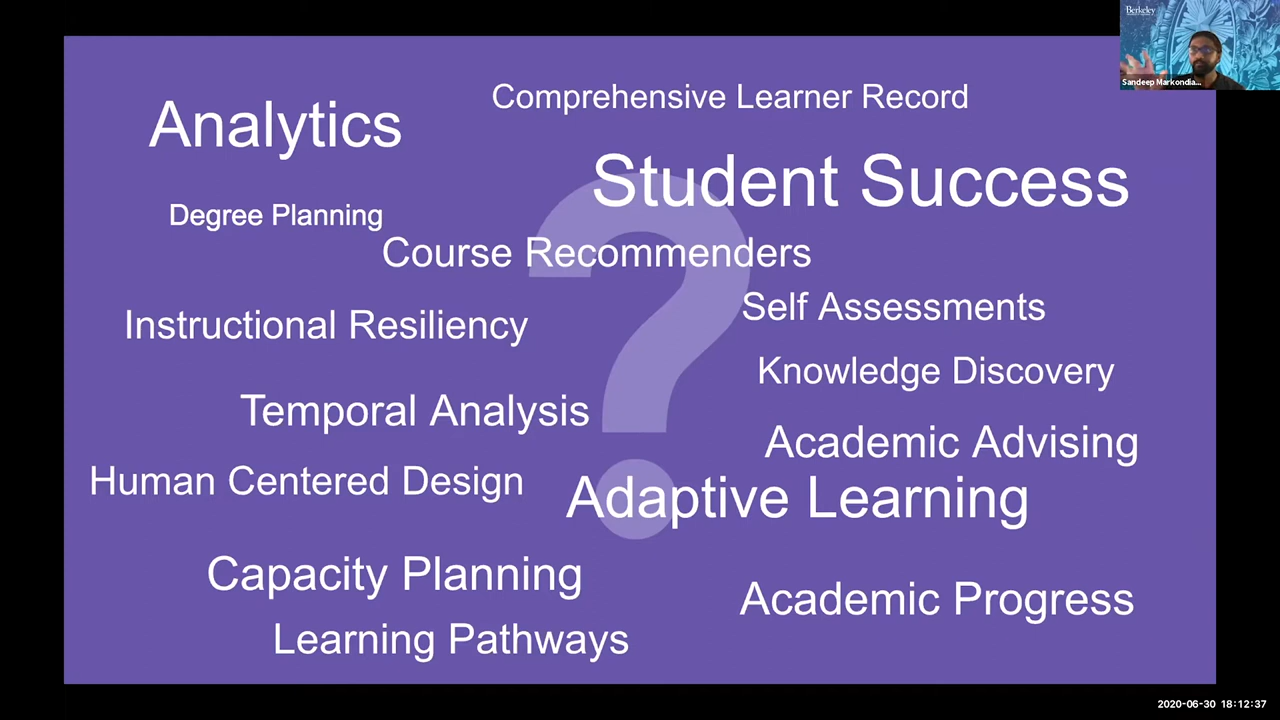 Berkeley
Sandeep Markondia...
Comprehensive Learner Record
Analytics
Student Success
Degree Planning
Course Recommenders
Self Assessments
Instructional Resiliency
Knowledge Discovery
Temporal Analysis
Academic Advising
Human Centered Design
Adaptive Learning
Capacity Planning
Academic Progress
Learning Pathways
?
2020-06-30 18:12:37